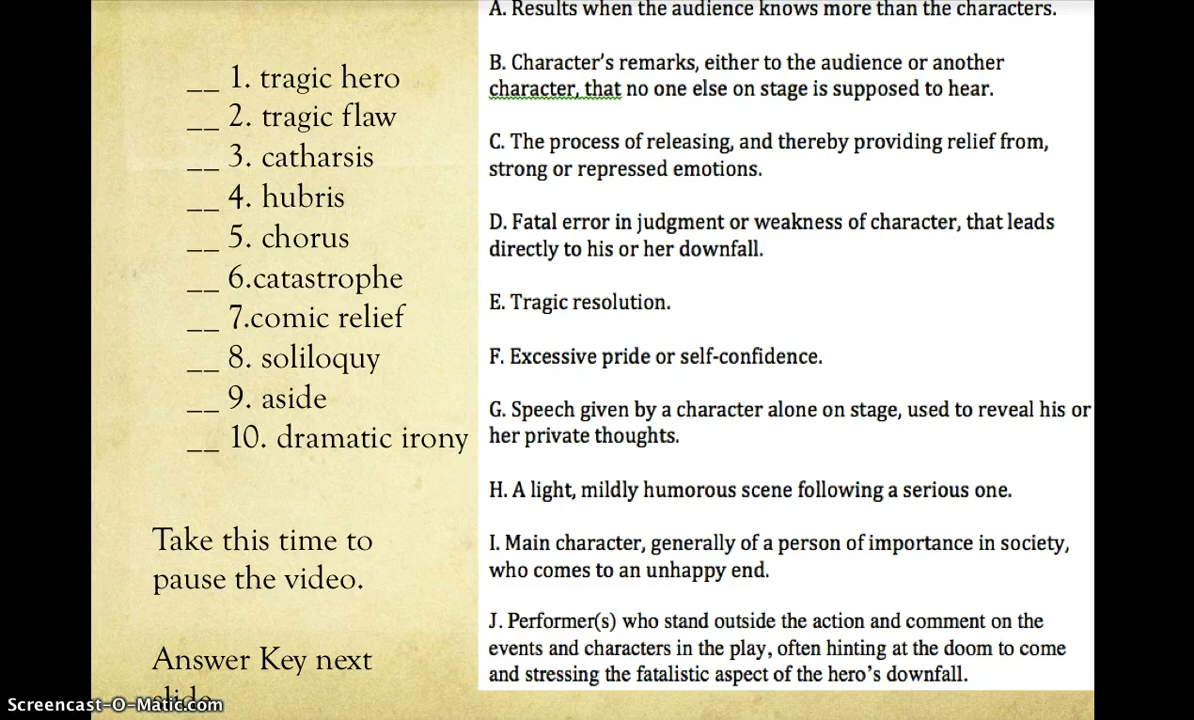 __ 1. tragic hero
__ 2. tragic flaw
__ 3. catharsis
__ 4. hubris
__ 5. chorus
__ 6.catastrophe
__ 7.comic relief
__ 8. soliloquy
__ 9. aside
__ 10. dramatic irony
Take this time to
pause the video.
Answer Key next
slide
A. Results when the audience knows more than the characters.
B. Character's remarks, either to the audience or another
character, that no one else on stage is supposed to hear.
C. The process of releasing, and thereby providing relief from,
strong or repressed emotions.
D. Fatal error in judgment or weakness of character, that leads
directly to his or her downfall.
E. Tragic resolution.
F. Excessive pride or self-confidence.
G. Speech given by a character alone on stage, used to reveal his or
her private thoughts.
H. A light, mildly humorous scene following a serious one.
I. Main character, generally of a person of importance in society,
who comes to an unhappy end.
J. Performer(s) who stand outside the action and comment on the
events and characters in the play, often hinting at the doom to come
and stressing the fatalistic aspect of the hero's downfall.
Screencast-O-Matic.com